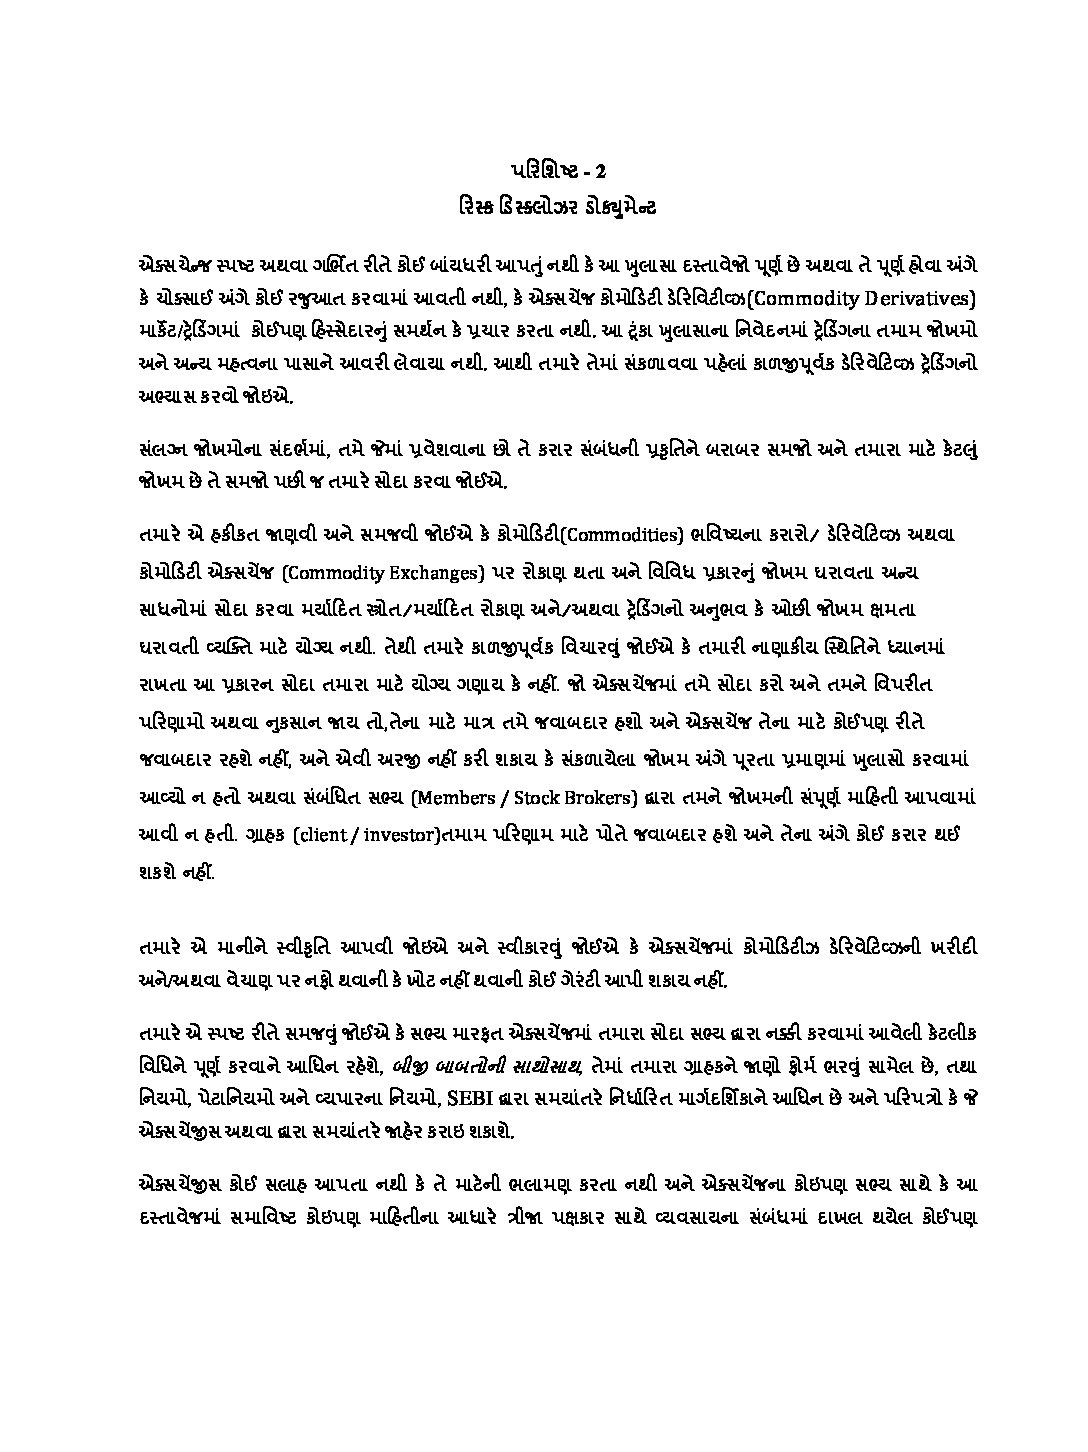 પરિશિષ્ટ - 2
રિસ્ક ડિસ્ક્લોઝર ડોક્યુમેન્ટ
એક્સચેન્જ સ્પષ્ટ અથવા ગર્ભિત રીતે કોઈ બાંયધરી આપતું નથી કે આ ખુલાસા દસ્તાવેજો પૂર્ણ છે અથવા તે પૂર્ણ હોવા અંગે
કે ચોક્સાઈ અંગે કોઈ રજુઆત કરવામાં આવતી નથી, કે એક્સચેંજ કોમોડિટી ડેરિવિટીવ્ઝ(Commodity Derivatives)
માર્કેટ/ટ્રેડિંગમાં કોઈપણ હિસ્સેદારનું સમર્થન કે પ્રચાર કરતા નથી. આ ટૂંકા ખુલાસાના નિવેદનમાં ટ્રેડિંગના તમામ જોખમો
અને અન્ય મહત્વના પાસાને આવરી લેવાયા નથી. આથી તમારે તેમાં સંકળાવવા પહેલાં કાળજીપૂર્વક ડેરિવેટિવ્ઝ ટ્રેડિંગનો
અભ્યાસ કરવો જોઇએ.
સંલગ્ન જોખમોના સંદર્ભમાં, તમે જેમાં પ્રવેશવાના છો તે કરાર સંબંધની પ્રકૃતિને બરાબર સમજો અને તમારા માટે કેટલું
જોખમ છે તે સમજો પછી જ તમારે સોદા કરવા જોઈએ.
તમારે એ હકીકત જાણવી અને સમજવી જોઈએ કે કોમોડિટી(Commodities) ભવિષ્યના કરારો/ ડેરિવેટિવ્ઝ અથવા
કોમોડિટી એક્સચેંજ (Commodity Exchanges) પર રોકાણ થતા અને વિવિધ પ્રકારનું જોખમ ધરાવતા અન્ય
સાધનોમાં સોદા કરવા મર્યાદિત સ્રોત/મર્યાદિત રોકાણ અને/અથવા ટ્રેડિંગનો અનુભવ કે ઓછી જોખમ ક્ષમતા
ધરાવતી વ્યક્તિ માટે યોગ્ય નથી. તેથી તમારે કાળજીપૂર્વક વિચારવું જોઈએ કે તમારી નાણાકીય સ્થિતિને ધ્યાનમાં
રાખતા આ પ્રકારન સોદા તમારા માટે યોગ્ય ગણાય કે નહીં. જો એક્સચેંજમાં તમે સોદા કરો અને તમને વિપરીત
પરિણામો અથવા નુકસાન જાય તો,તેના માટે માત્ર તમે જવાબદાર હશો અને એક્સચેંજ તેના માટે કોઈપણ રીતે
જવાબદાર રહશે નહીં, અને એવી અરજી નહીં કરી શકાય કે સંકળાયેલા જોખમ અંગે પૂરતા પ્રમાણમાં ખુલાસો કરવામાં
આવ્યો ન હતો અથવા સંબંધિત સભ્ય (Members / Stock Brokers) દ્વારા તમને જોખમની સંપૂર્ણ માહિતી આપવામાં
આવી ન હતી. ગ્રાહક (client / investor)તમામ પરિણામ માટે પોતે જવાબદાર હશે અને તેના અંગે કોઈ કરાર થઈ
શકશે નહીં.
તમારે એ માનીને સ્વીકૃતિ આપવી જોઇએ અને સ્વીકારવું જોઈએ કે એક્સચેંજમાં કોમોડિટીઝ ડેરિવેટિવ્ઝની ખરીદી
અને/અથવા વેચાણ પર નફો થવાની કે ખોટ નહીં થવાની કોઈ ગેરંટી આપી શકાય નહીં.
તમારે એ સ્પષ્ટ રીતે સમજવું જોઈએ કે સભ્ય મારફત એક્સચેંજમાં તમારા સોદા સભ્ય દ્વારા નક્કી કરવામાં આવેલી કેટલીક
વિધિને પૂર્ણ કરવાને આધિન રહેશે, બીજી બાબતોની સાથોસાથ, તેમાં તમારા ગ્રાહકને જાણો ફોર્મ ભરવું સામેલ છે, તથા
નિયમો, પેટાનિયમો અને વ્યપારના નિયમો, SEBI દ્વારા સમયાંતરે નિર્ધારિત માર્ગદર્શિકાને આધિન છે અને પરિપત્રો કે જે
એક્સચેંજીસ અથવા દ્વારા સમયાંતરે જાહેર કરાઇ શકાશે.
એક્સચેંજીસ કોઈ સલાહ આપતા નથી કે તે માટેની ભલામણ કરતા નથી અને એક્સચેંજના કોઇપણ સભ્ય સાથે કે આ
દસ્તાવેજમાં સમાવિષ્ટ કોઇપણ માહિતીના આધારે ત્રીજા પક્ષકાર સાથે વ્યવસાયના સંબંધમાં દાખલ થયેલ કોઈપણ